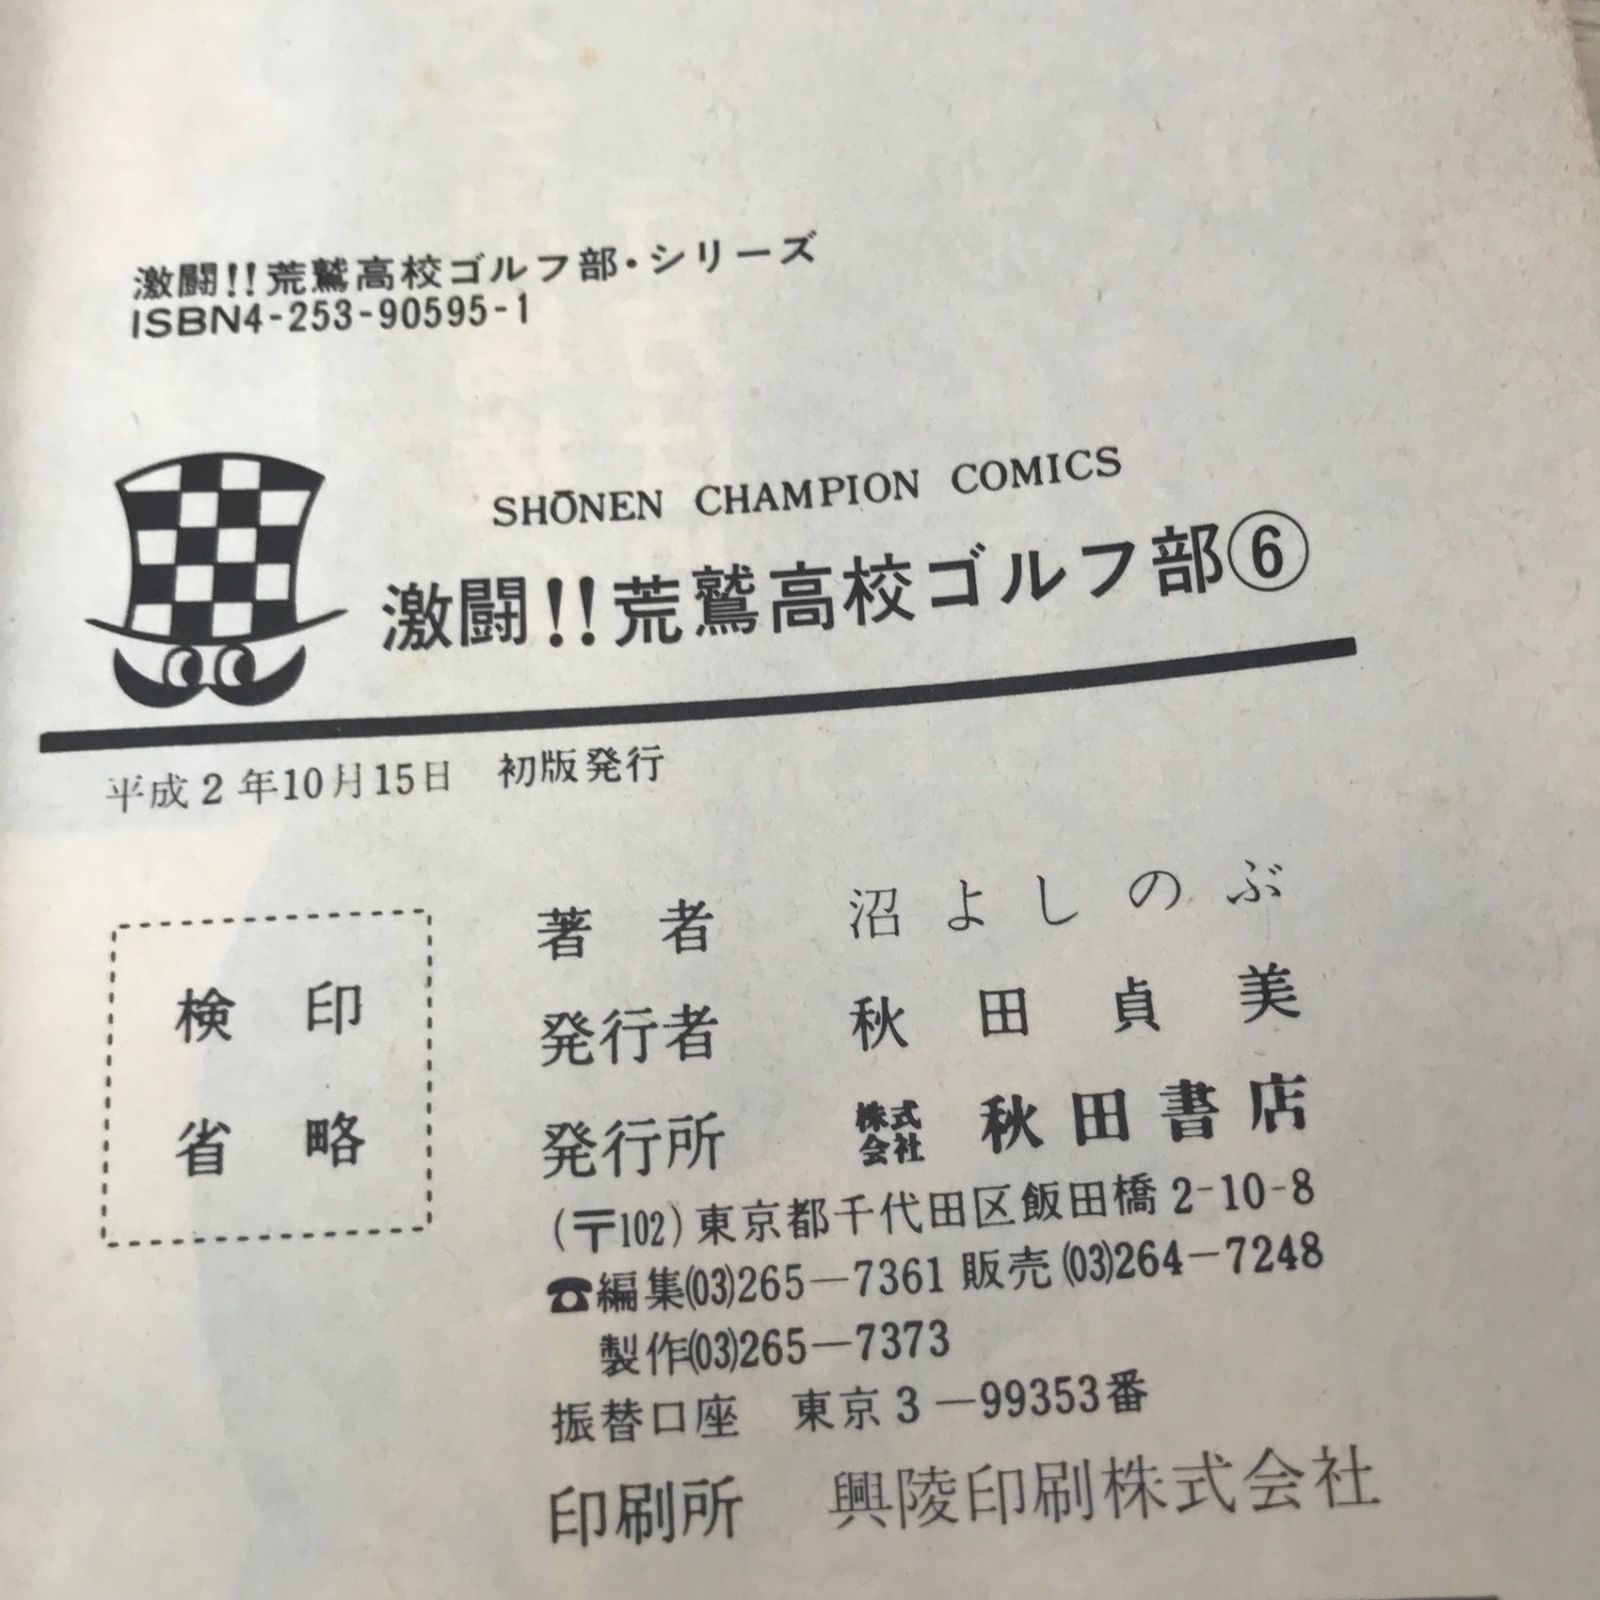 激闘!!荒鷲高校ゴルフ部・シリーズ
ISBN4-253-90595-1
SHŌNEN CHAMPION COMICS
激闘!!荒鷲高校ゴルフ部⑥
平成2年10月15日 初版発行
検印
省略
著者 沼よしのぶ
発行者 秋田貞美
発行所 株式会社 秋田書店
(〒102)東京都千代田区飯田橋2-10-8
☎編集(03)265―7361 販売(03)264―7248
製作(03)265―7373
振替口座 東京3―99353番
印刷所 興陵印刷株式会社